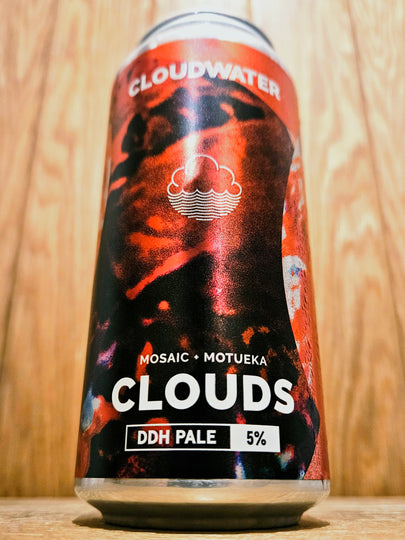 CLOUDWATER
MOSAIC + MOTUEKA
CLOUDS
DDH PALE 5%